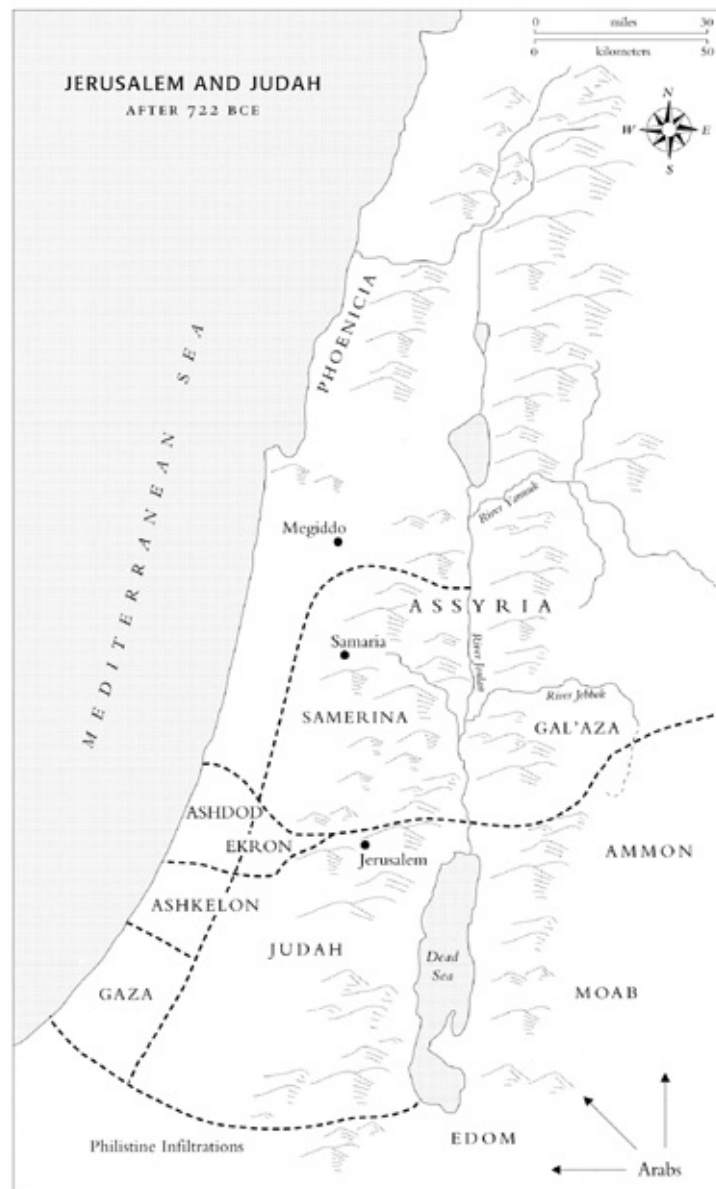 0 miles 30
0 kilometers 50
JERUSALEM AND JUDAH
AFTER 722 BCE
N
W E
S
PHOENICIA
MEDITERRANEAN SEA
River Yarmuk
Megiddo
ASSYRIA
Samaria
River Jordan
River Jebbok
SAMERINA
GAL'AZA
ASHDOD
EKRON
Jerusalem
AMMON
ASHKELON
JUDAH
Dead
Sea
GAZA
MOAB
EDOM
Philistine Infiltrations
Arabs